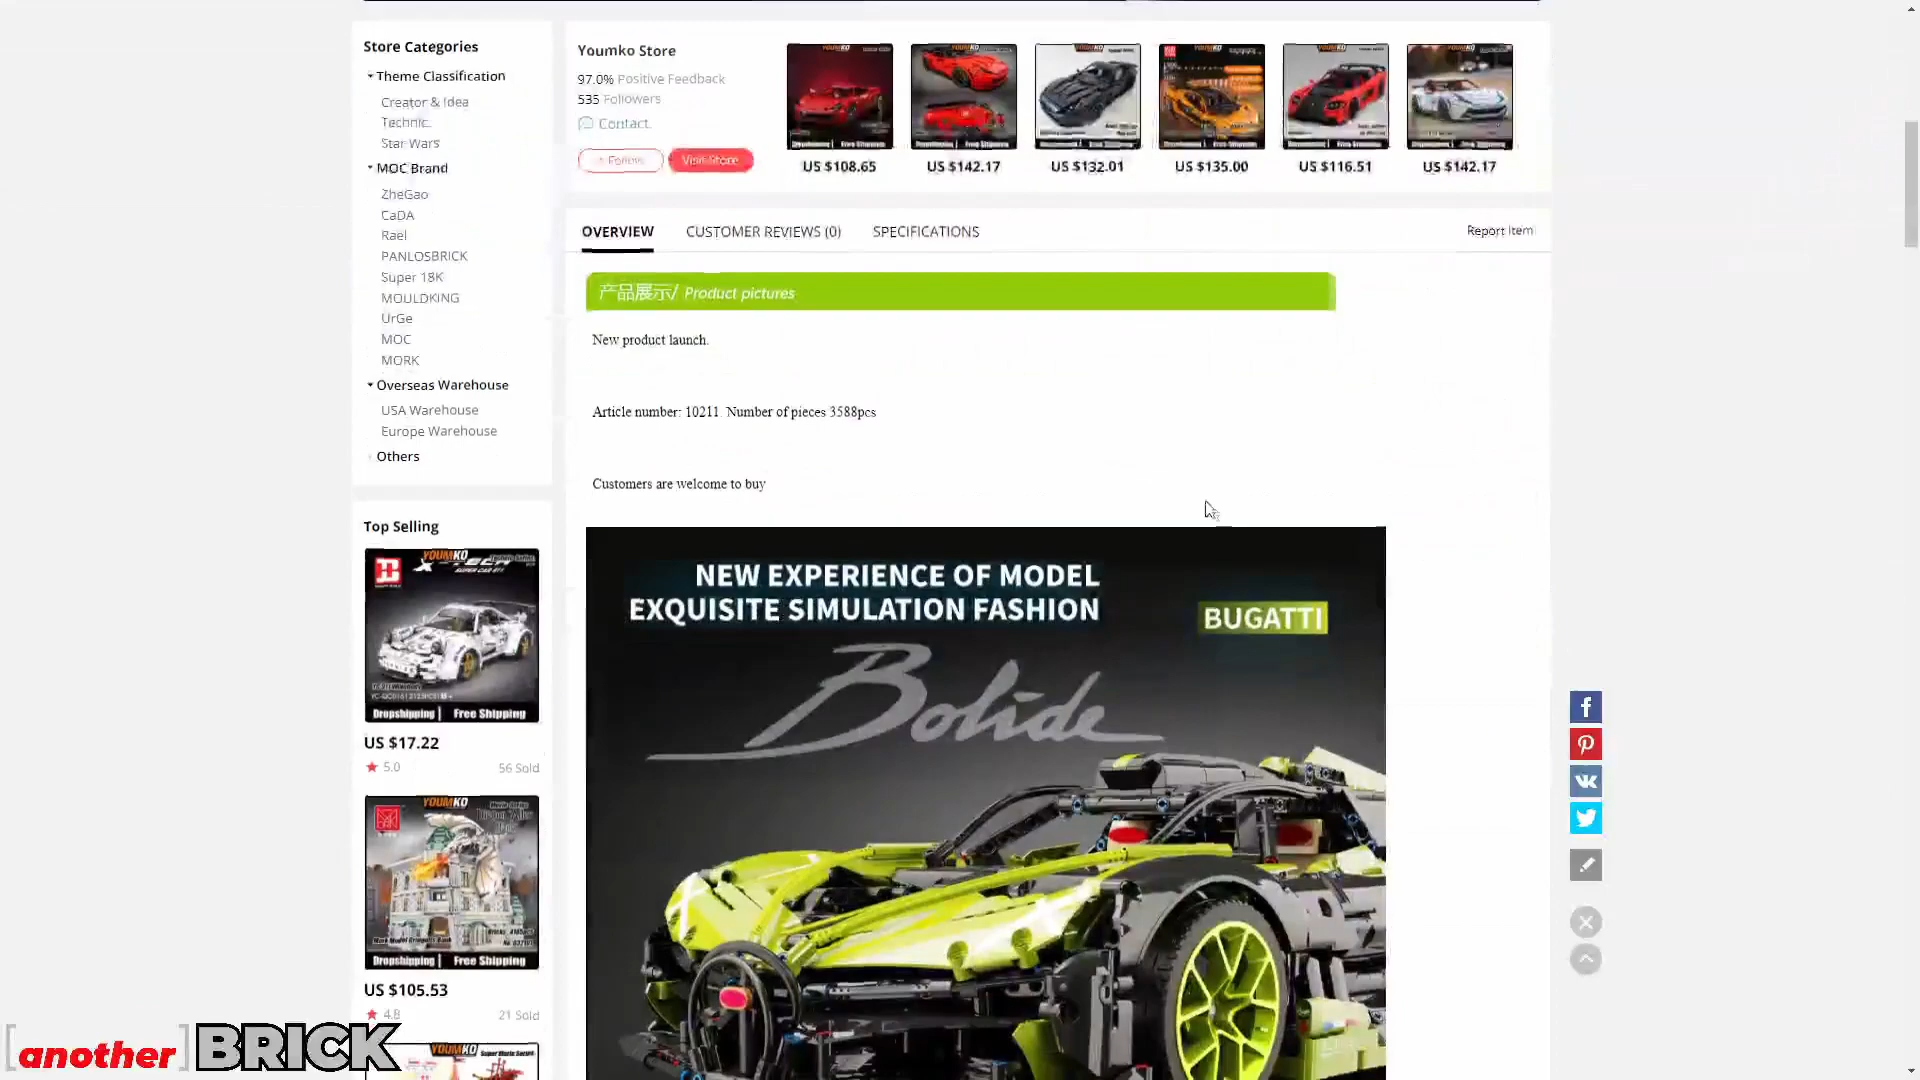 Store Categories
Theme Classification
Creator & Idea
Technic
Star Wars
MOC Brand
ZheGao
CaDA
Rael
PANLOSBRICK
Super 18K
MOULDKING
UrGe
MOC
MORK
Overseas Warehouse
USA Warehouse
Europe Warehouse
Others
Youmko Store
97.0% Positive Feedback
535 Followers
Contact
+ Follow
Visit Store
US $108.65
US $142.17
US $132.01
US $135.00
US $116.51
US $142.17
OVERVIEW
CUSTOMER REVIEWS (0)
SPECIFICATIONS
Report Item
产品展示/ Product pictures
New product launch.
Article number: 10211. Number of pieces 3588pcs
Customers are welcome to buy
NEW EXPERIENCE OF MODEL
EXQUISITE SIMULATION FASHION
BUGATTI
Bolide
Top Selling
YOUMKO
SUPER CAR 911
Dropshipping | Free Shipping
US $17.22
5.0
56 Sold
YOUMKO
Dropshipping | Free Shipping
US $105.53
4.8
21 Sold
YOUMKO
[another] BRICK